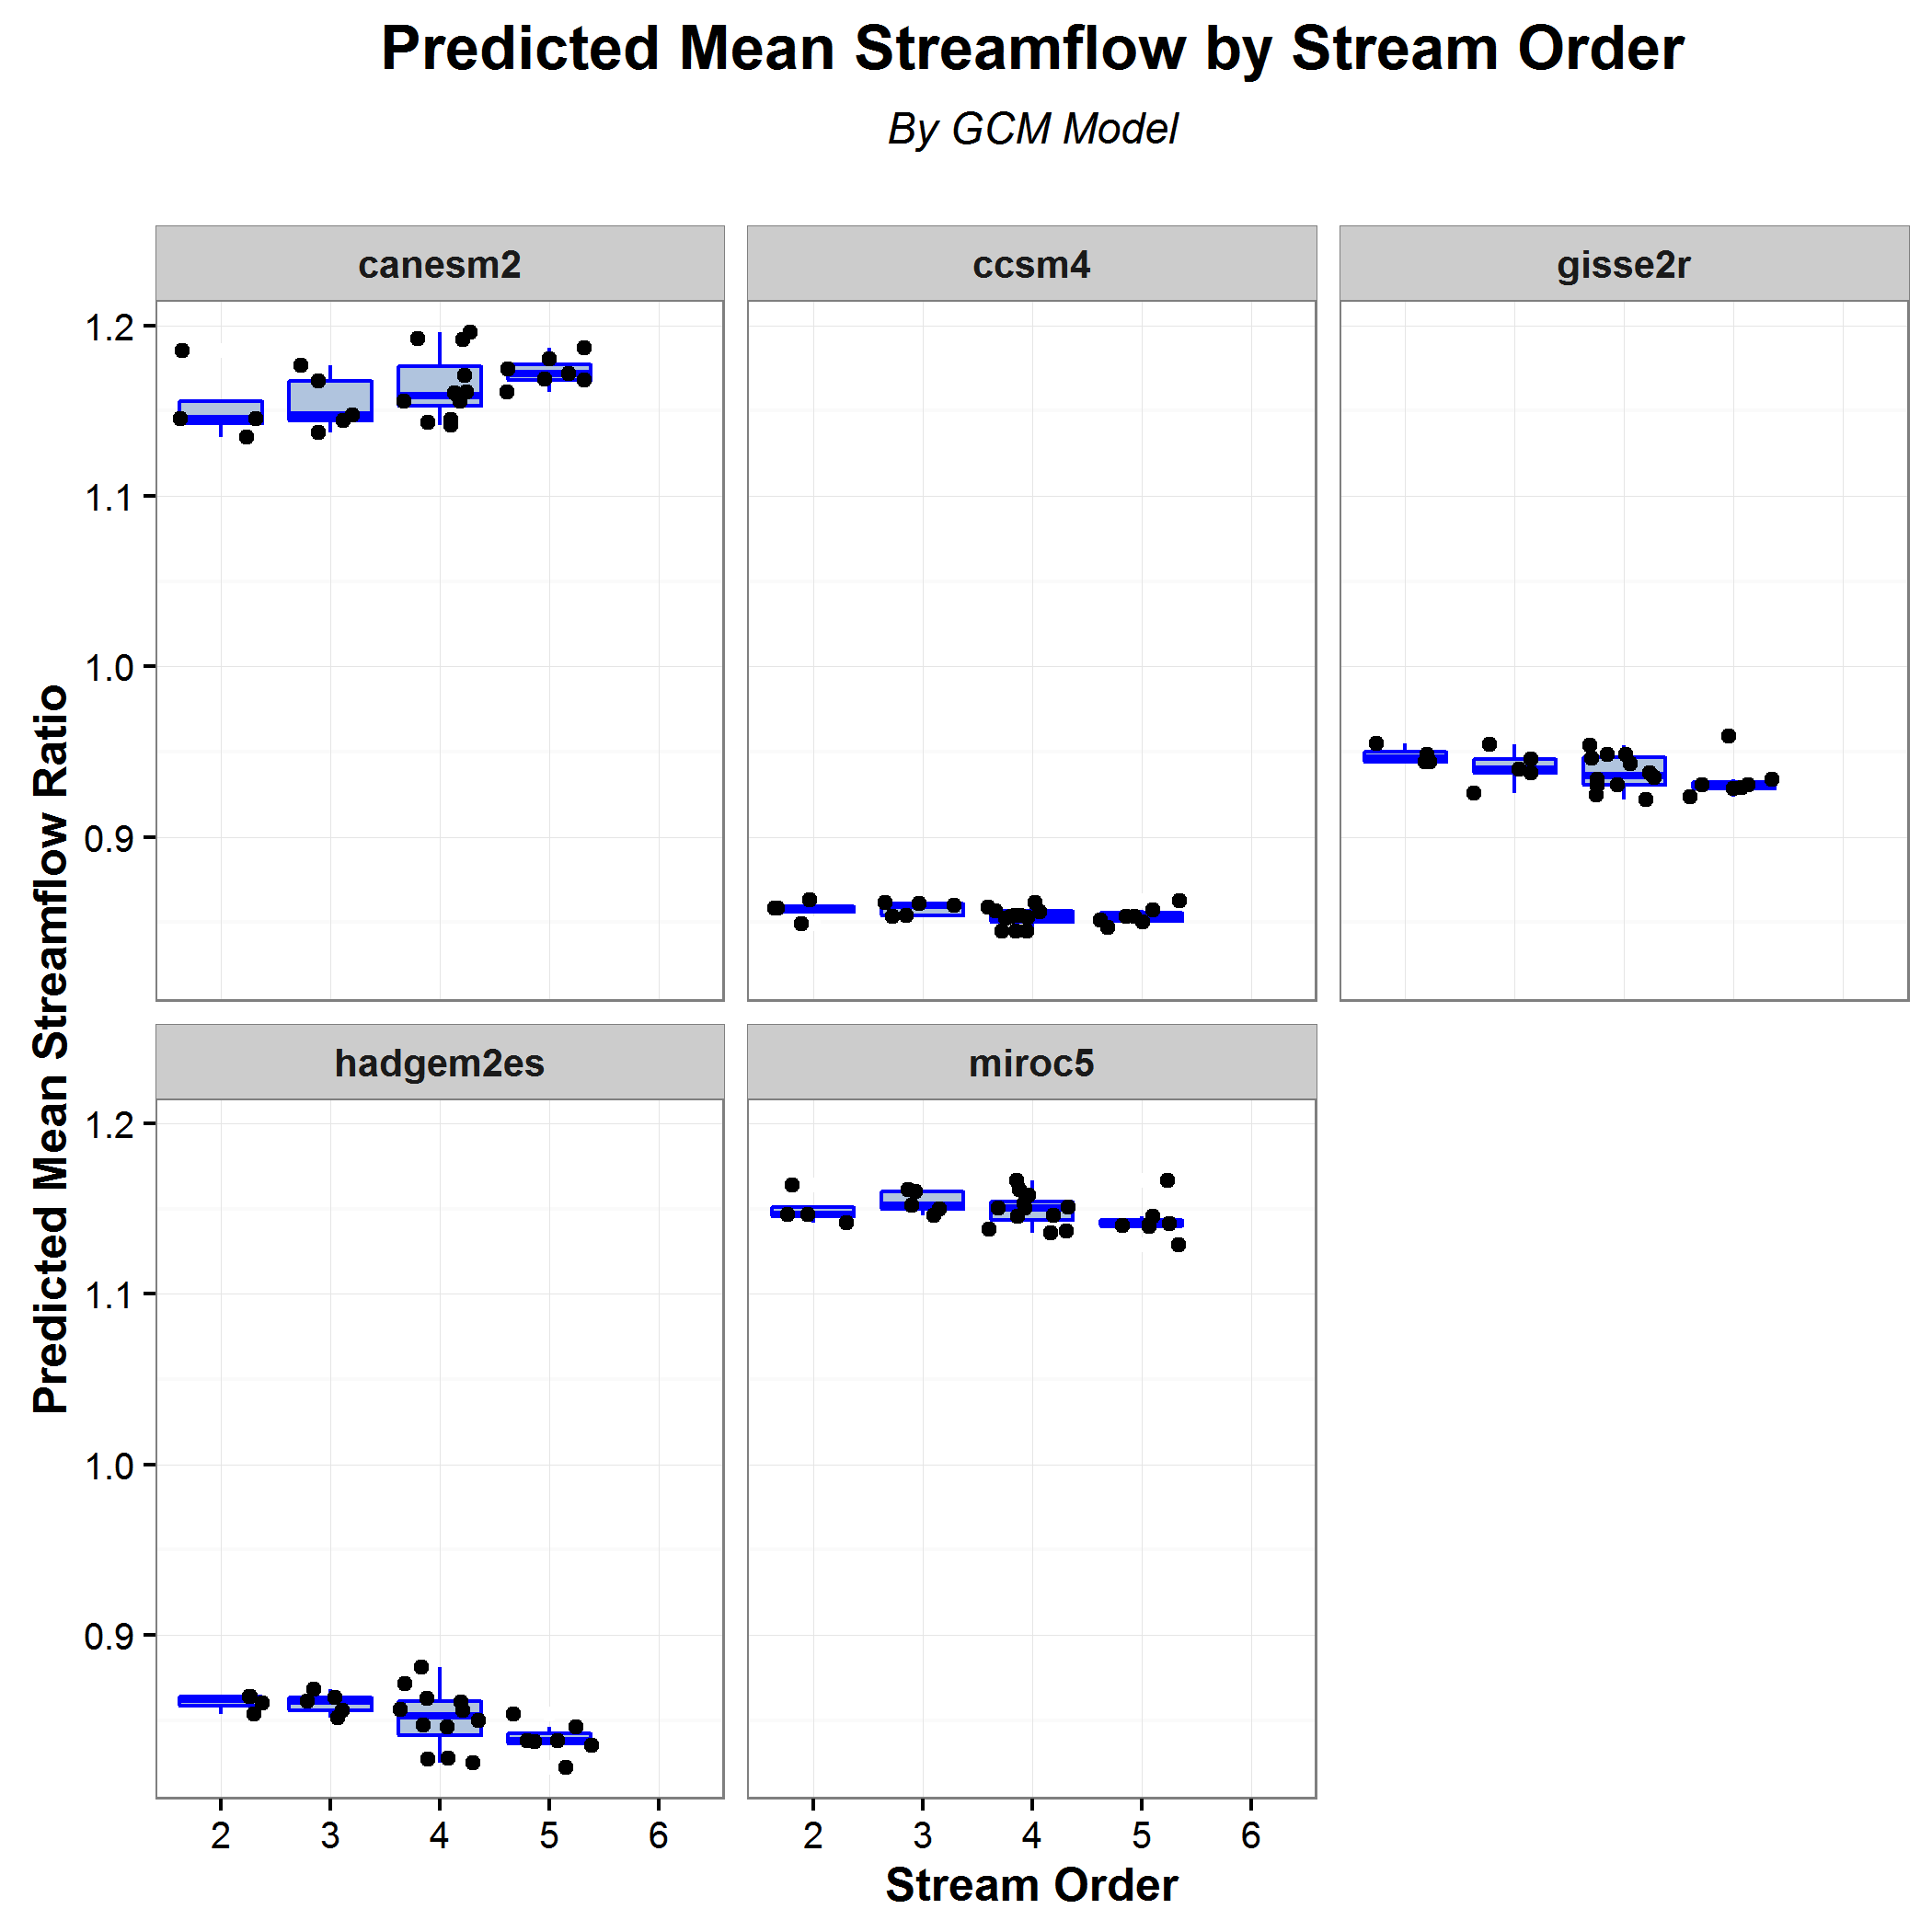 Predicted Mean Streamflow by Stream Order
By GCM Model
canesm2
ccsm4
gisse2r
1.2
1.1
1.0
0.9
Predicted Mean Streamflow Ratio
hadgem2es
miroc5
1.2
1.1
1.0
0.9
2 3 4 5 6
2 3 4 5 6
Stream Order